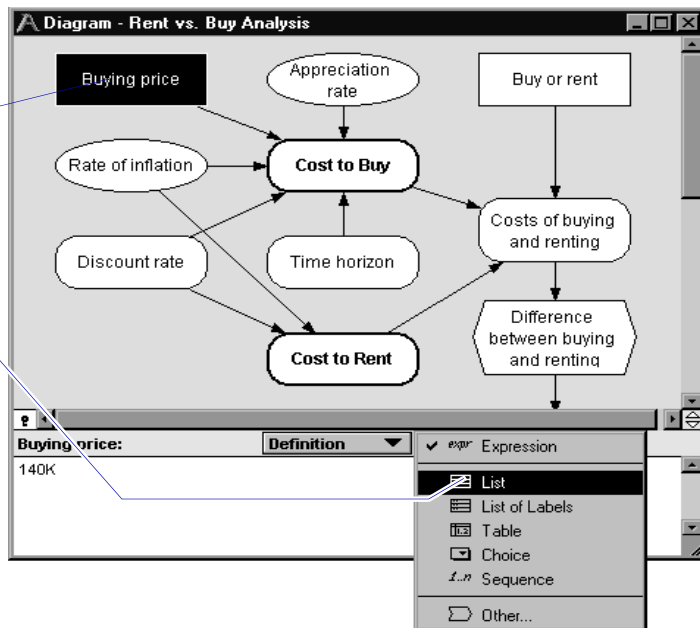 Diagram - Rent vs. Buy Analysis
Buying price
Appreciation
rate
Buy or rent
Rate of inflation
Cost to Buy
Costs of buying
and renting
Discount rate
Time horizon
Difference
between buying
and renting
Cost to Rent
?
Buying price:
Definition
140K
expr Expression
List
List of Labels
Table
Choice
1..n Sequence
Other...